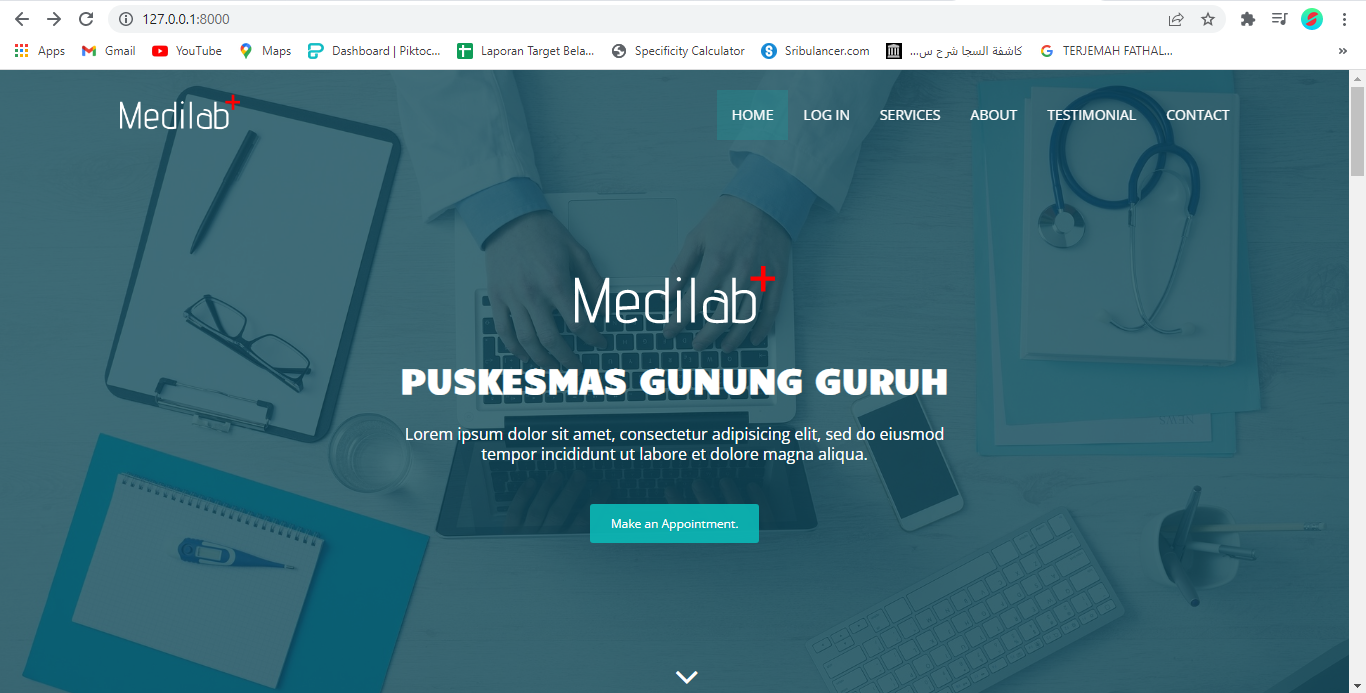 127.0.0.1:8000
Apps
Gmail
YouTube
Maps
Dashboard | Piktoc...
Laporan Target Bela...
Specificity Calculator
Sribulancer.com
كاشفة السجا شرح س...
TERJEMAH FATHAL...
»
Medilab+
HOME
LOG IN
SERVICES
ABOUT
TESTIMONIAL
CONTACT
Medilab+
PUSKESMAS GUNUNG GURUH
Lorem ipsum dolor sit amet, consectetur adipisicing elit, sed do eiusmod
tempor incididunt ut labore et dolore magna aliqua.
Make an Appointment.